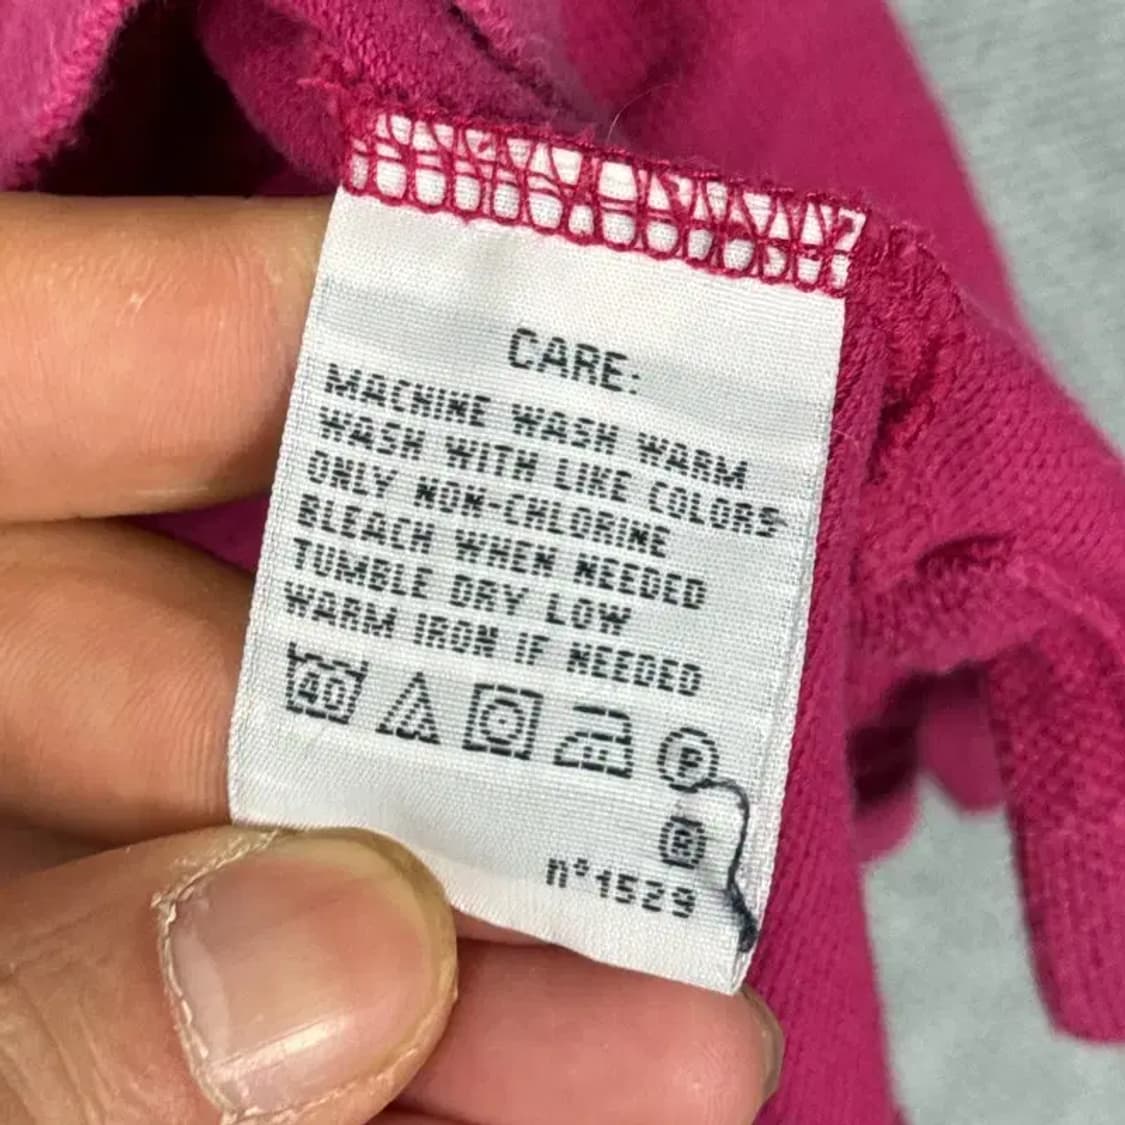 CARE:
MACHINE WASH WARM
WASH WITH LIKE COLORS
ONLY NON-CHLORINE
BLEACH WHEN NEEDED
TUMBLE DRY LOW
WARM IRON IF NEEDED
40 P
R
n°1529